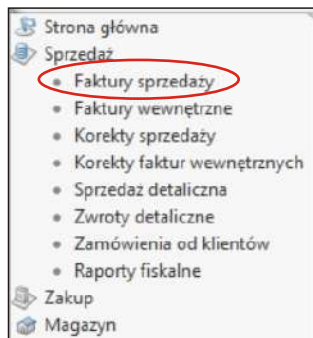 Strona główna
Sprzedaż
Faktury sprzedaży
Faktury wewnętrzne
Korekty sprzedaży
Korekty faktur wewnętrznych
Sprzedaż detaliczna
Zwroty detaliczne
Zamówienia od klientów
Raporty fiskalne
Zakup
Magazyn